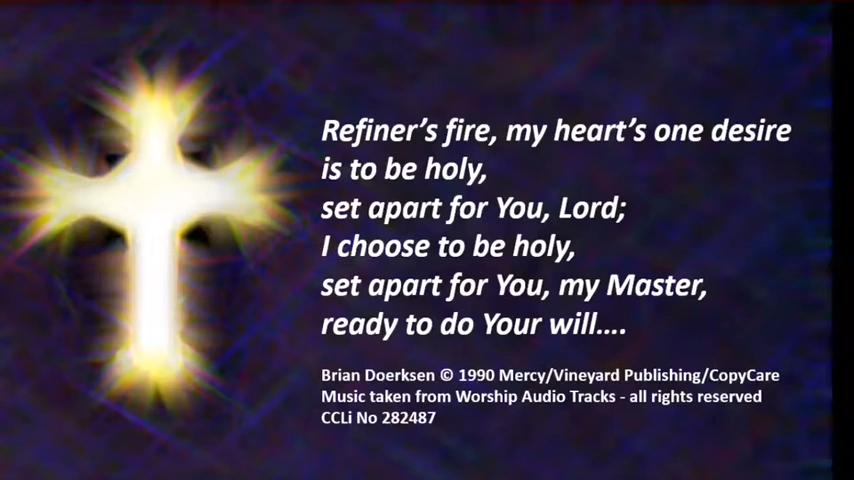 Refiner’s fire, my heart’s one desire
is to be holy,
set apart for You, Lord;
I choose to be holy,
set apart for You, my Master,
ready to do Your will....
Brian Doerksen © 1990 Mercy/Vineyard Publishing/CopyCare
Music taken from Worship Audio Tracks - all rights reserved
CCLi No 282487